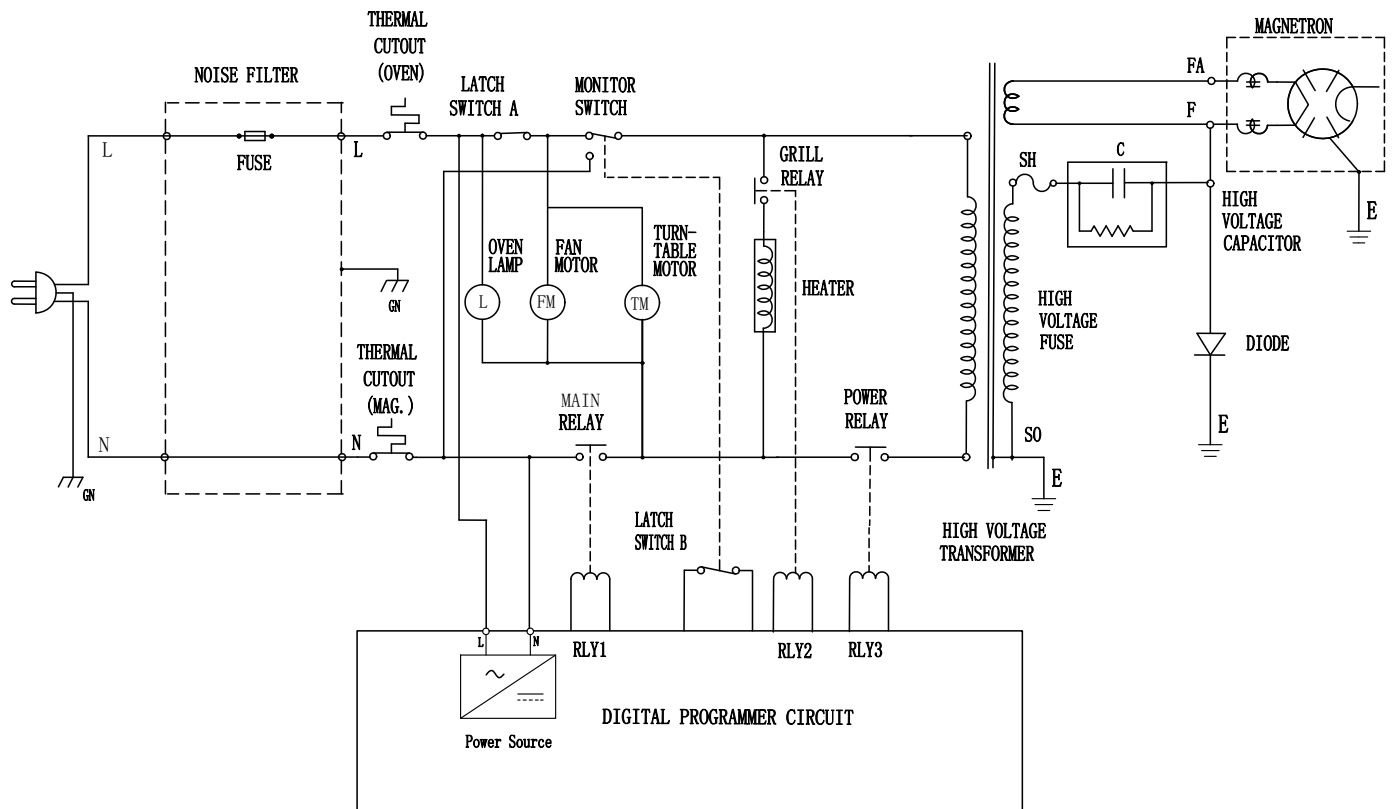 MAGNETRON
THERMAL
CUTOUT
(OVEN)
NOISE FILTER
LATCH
SWITCH A
MONITOR
SWITCH
FA
F
L
FUSE
L
GRILL
RELAY
SH
C
HIGH
VOLTAGE
CAPACITOR
E
OVEN
LAMP
FAN
MOTOR
TURN-
TABLE
MOTOR
L
FM
TM
HEATER
GN
HIGH
VOLTAGE
FUSE
DIODE
THERMAL
CUTOUT
(MAG.)
MAIN
RELAY
POWER
RELAY
E
N
N
SO
E
GN
LATCH
SWITCH B
HIGH VOLTAGE
TRANSFORMER
L
N
RLY1
RLY2
RLY3
DIGITAL PROGRAMMER CIRCUIT
Power Source